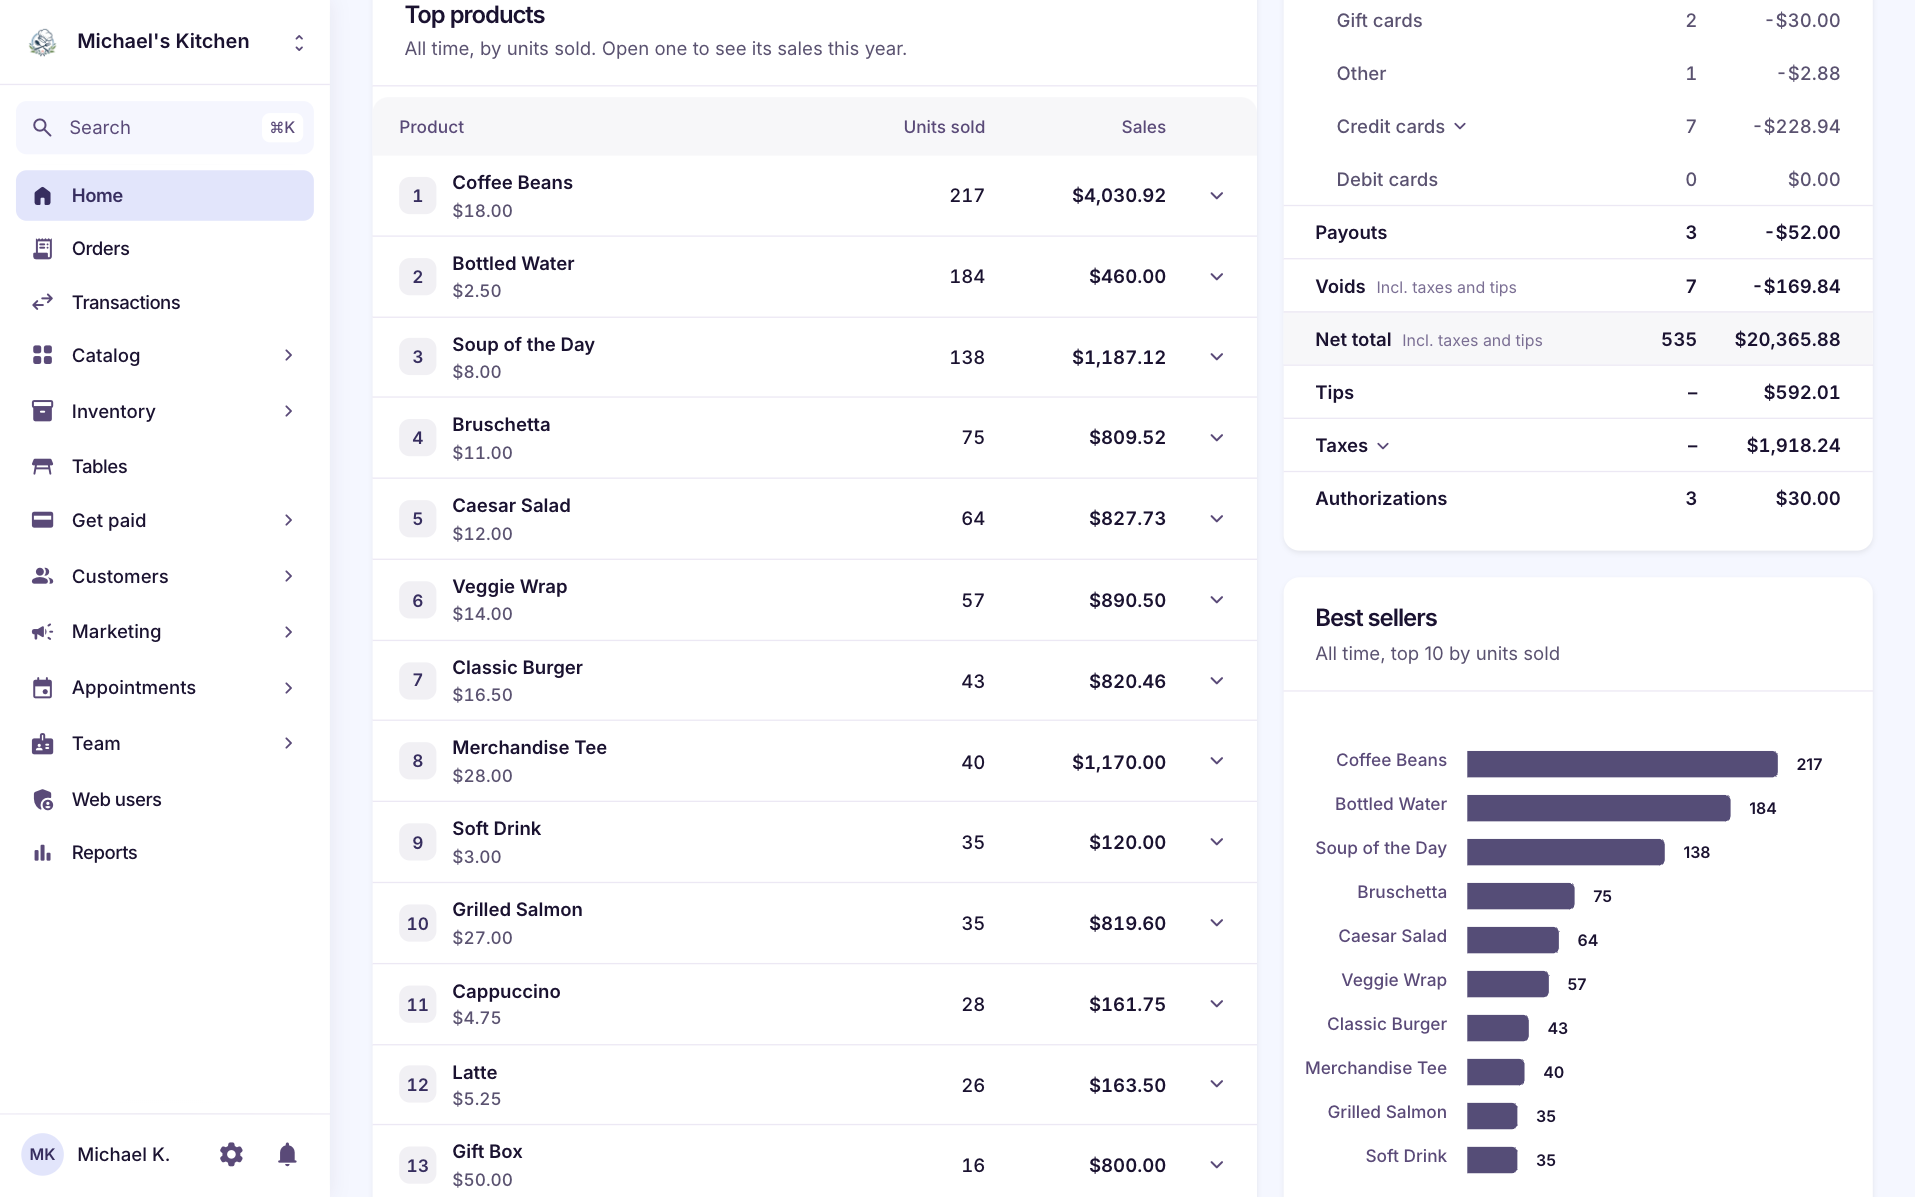 Michael's Kitchen
Search ⌘K
Home
Orders
Transactions
Catalog
Inventory
Tables
Get paid
Customers
Marketing
Appointments
Team
Web users
Reports
MK Michael K.
Top products
All time, by units sold. Open one to see its sales this year.
Product Units sold Sales
1 Coffee Beans 217 $4,030.92
$18.00
2 Bottled Water 184 $460.00
$2.50
3 Soup of the Day 138 $1,187.12
$8.00
4 Bruschetta 75 $809.52
$11.00
5 Caesar Salad 64 $827.73
$12.00
6 Veggie Wrap 57 $890.50
$14.00
7 Classic Burger 43 $820.46
$16.50
8 Merchandise Tee 40 $1,170.00
$28.00
9 Soft Drink 35 $120.00
$3.00
10 Grilled Salmon 35 $819.60
$27.00
11 Cappuccino 28 $161.75
$4.75
12 Latte 26 $163.50
$5.25
13 Gift Box 16 $800.00
$50.00
Gift cards 2 -$30.00
Other 1 -$2.88
Credit cards 7 -$228.94
Debit cards 0 $0.00
Payouts 3 -$52.00
Voids Incl. taxes and tips 7 -$169.84
Net total Incl. taxes and tips 535 $20,365.88
Tips – $592.01
Taxes – $1,918.24
Authorizations 3 $30.00
Best sellers
All time, top 10 by units sold
Coffee Beans 217
Bottled Water 184
Soup of the Day 138
Bruschetta 75
Caesar Salad 64
Veggie Wrap 57
Classic Burger 43
Merchandise Tee 40
Grilled Salmon 35
Soft Drink 35